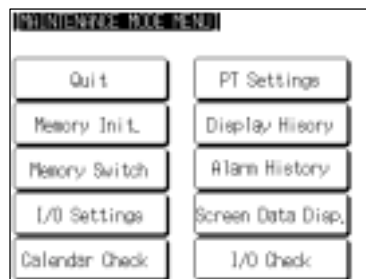 [MAINTENANCE MODE MENU]
Quit
PT Settings
Memory Init.
Display Hisory
Memory Switch
Alarm History
I/O Settings
Screen Data Disp.
Calendar Check
I/O Check